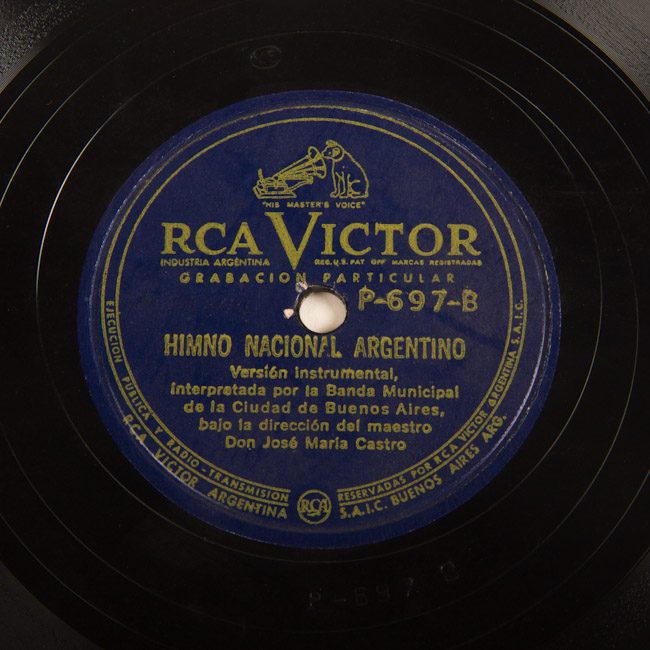 "HIS MASTER'S VOICE"
RCA VICTOR
INDUSTRIA ARGENTINA REG. U.S. PAT OFF MARCAS REGISTRADAS
GRABACION PARTICULAR
P-697-B
HIMNO NACIONAL ARGENTINO
Versión instrumental,
interpretada por la Banda Municipal
de la Ciudad de Buenos Aires,
bajo la dirección del maestro
Don José María Castro
EJECUCION PUBLICA Y RADIO-TRANSMISION
RESERVADAS POR RCA VICTOR ARGENTINA S.A.I.C.
RCA VICTOR ARGENTINA
RCA
S.A.I.C. BUENOS AIRES ARG.
P-697 B